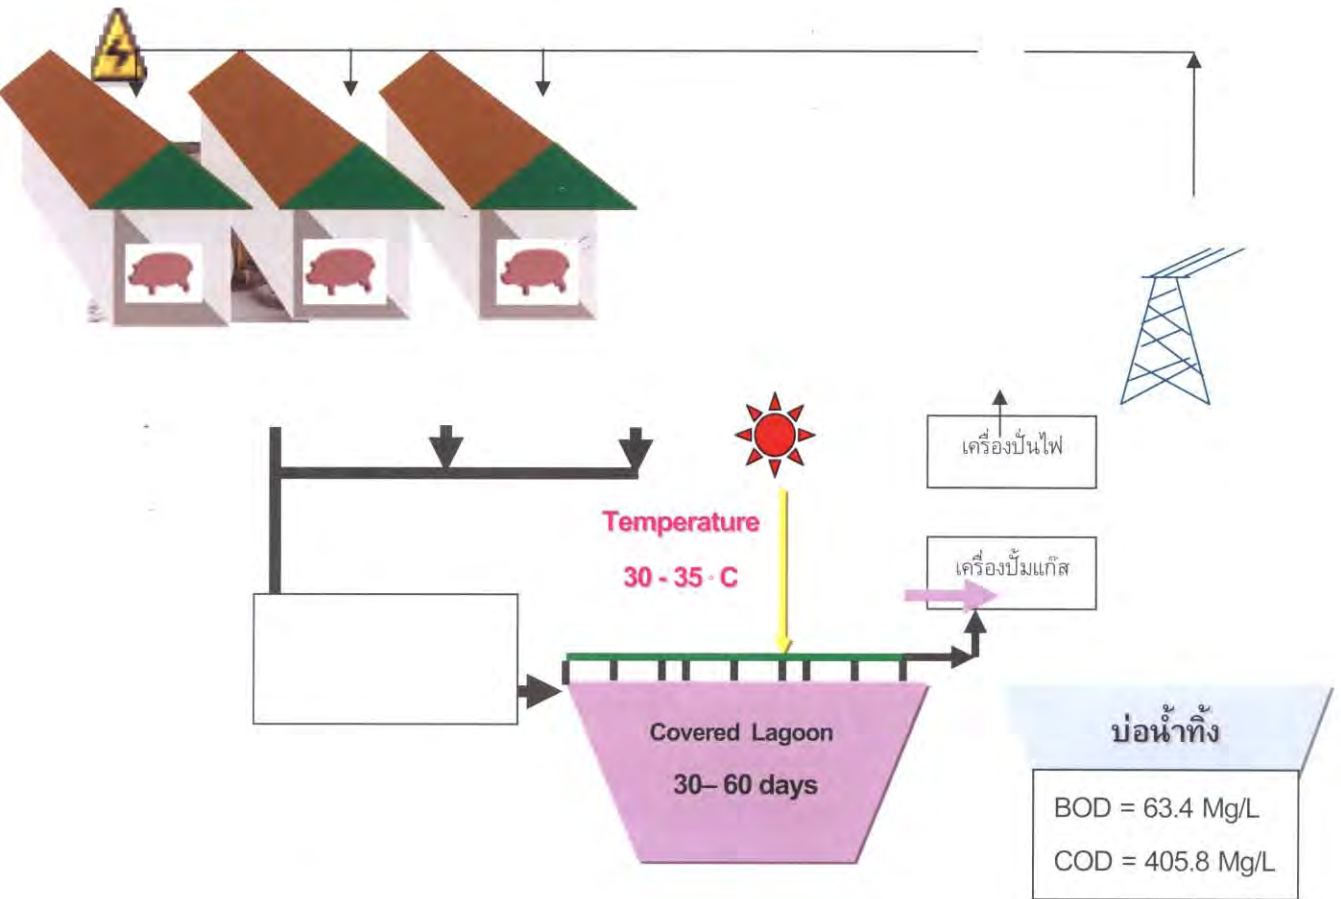 เครื่องปั่นไฟ
Temperature
30 - 35 ° C
เครื่องปั๊มแก๊ส
Covered Lagoon
30– 60 days
บ่อน้ำทิ้ง
BOD = 63.4 Mg/L
COD = 405.8 Mg/L